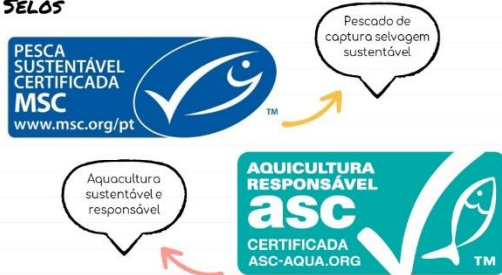 SELOS
Pescado de
captura selvagem
sustentável
PESCA
SUSTENTÁVEL
CERTIFICADA
MSC
www.msc.org/pt
TM
Aquacultura
sustentável e
responsável
AQUICULTURA
RESPONSÁVEL
asc
CERTIFICADA
ASC-AQUA.ORG
TM